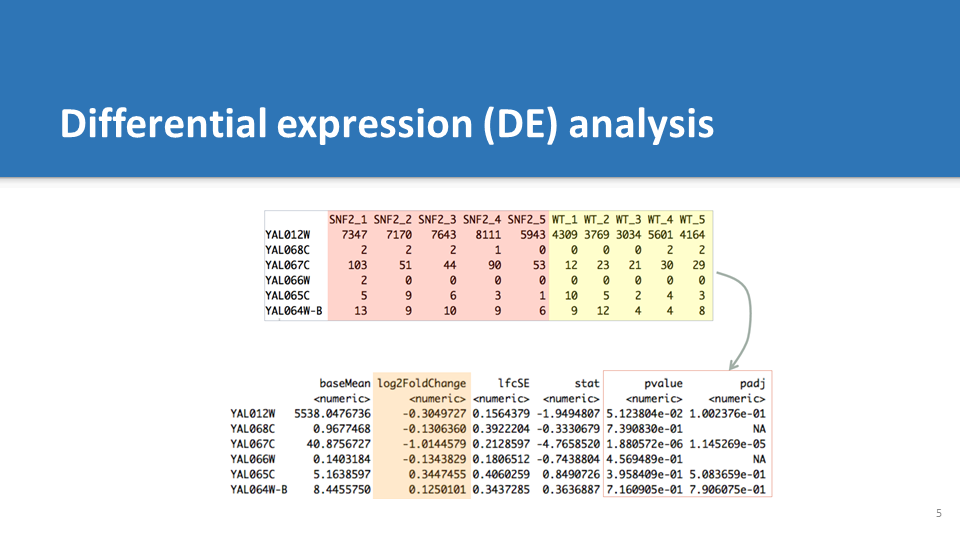 Differential expression (DE) analysis
SNF2_1 SNF2_2 SNF2_3 SNF2_4 SNF2_5 WT_1 WT_2 WT_3 WT_4 WT_5
YAL012W 7347 7170 7643 8111 5943 4309 3769 3034 5601 4164
YAL068C 2 2 2 1 0 0 0 0 2 2
YAL067C 103 51 44 90 53 12 23 21 30 29
YAL066W 2 0 0 0 0 0 0 0 0 0
YAL065C 5 9 6 3 1 10 5 2 4 3
YAL064W-B 13 9 10 9 6 9 12 4 4 8
baseMean log2FoldChange lfcSE stat pvalue padj
<numeric> <numeric> <numeric> <numeric> <numeric> <numeric>
YAL012W 5538.0476736 -0.3049727 0.1564379 -1.9494807 5.123804e-02 1.002376e-01
YAL068C 0.9677468 -0.1306360 0.3922204 -0.3330679 7.390830e-01 NA
YAL067C 40.8756727 -1.0144579 0.2128597 -4.7658520 1.880572e-06 1.145269e-05
YAL066W 0.1403184 -0.1343829 0.1806512 -0.7438804 4.569489e-01 NA
YAL065C 5.1638597 0.3447455 0.4060259 0.8490726 3.958409e-01 5.083659e-01
YAL064W-B 8.4455750 0.1250101 0.3437285 0.3636887 7.160905e-01 7.906075e-01
5